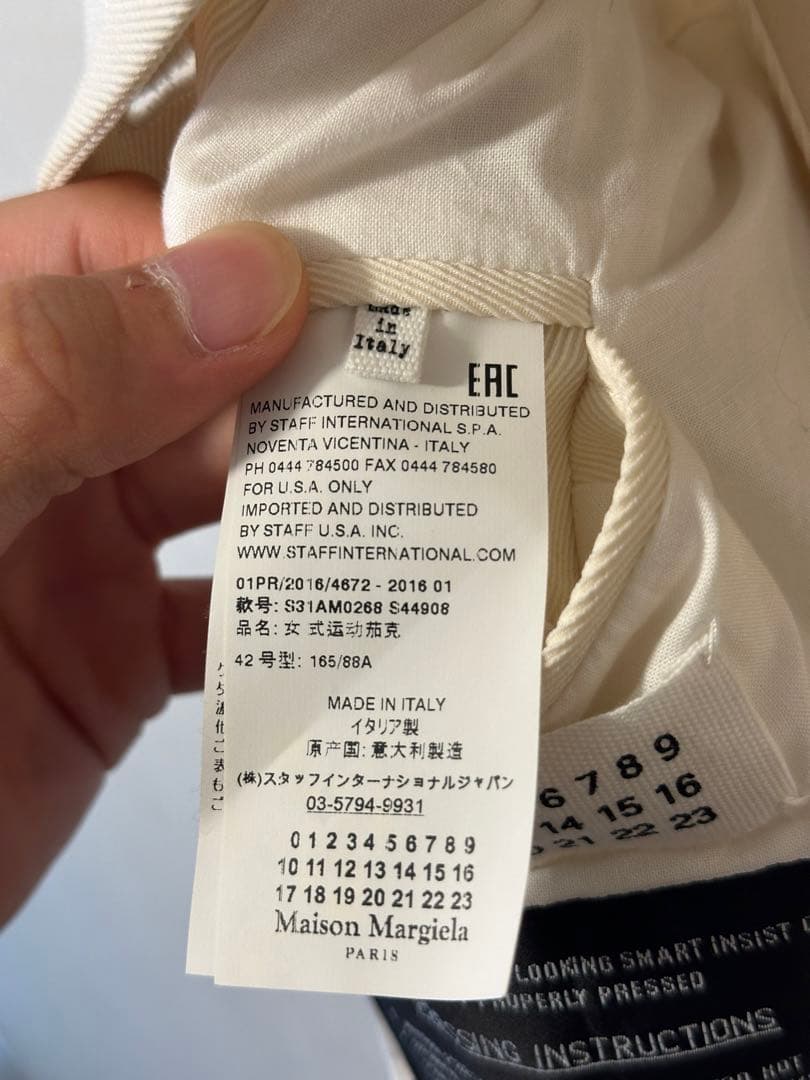 Made
in
Italy
EAC
MANUFACTURED AND DISTRIBUTED
BY STAFF INTERNATIONAL S.P.A.
NOVENTA VICENTINA - ITALY
PH 0444 784500 FAX 0444 784580
FOR U.S.A. ONLY
IMPORTED AND DISTRIBUTED
BY STAFF U.S.A. INC.
WWW.STAFFINTERNATIONAL.COM
01PR/2016/4672 - 2016 01
款号: S31AM0268 S44908
品名: 女 式运动茄克
42 号型: 165/88A
MADE IN ITALY
イタリア製
原产国: 意大利製造
(株)スタッフインターナショナルジャパン
03-5794-9931
0 1 2 3 4 5 6 7 8 9
10 11 12 13 14 15 16
17 18 19 20 21 22 23
Maison Margiela
PARIS
6 7 8 9
14 15 16
21 22 23
LOOKING SMART INSIST
PROPERLY PRESSED
INSTRUCTIONS
NOT